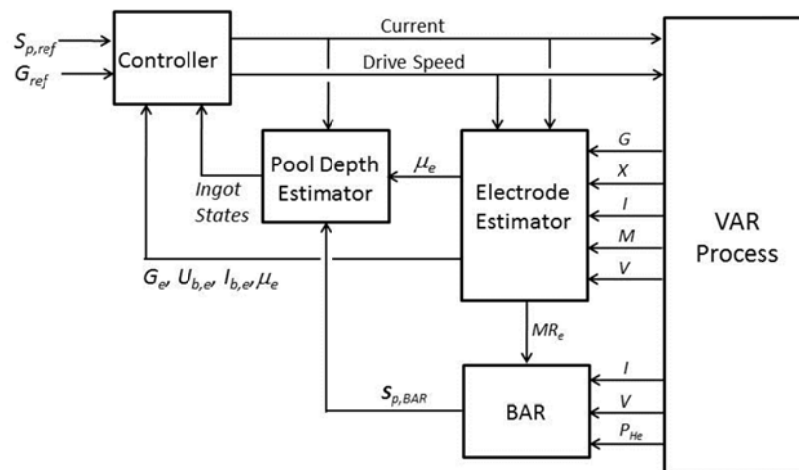 S_p,ref
G_ref
Controller
Current
Drive Speed
Ingot
States
Pool Depth
Estimator
μ_e
Electrode
Estimator
G
X
I
M
V
VAR
Process
G_e, U_b,e, I_b,e, μ_e
MR_e
S_p,BAR
BAR
I
V
P_He